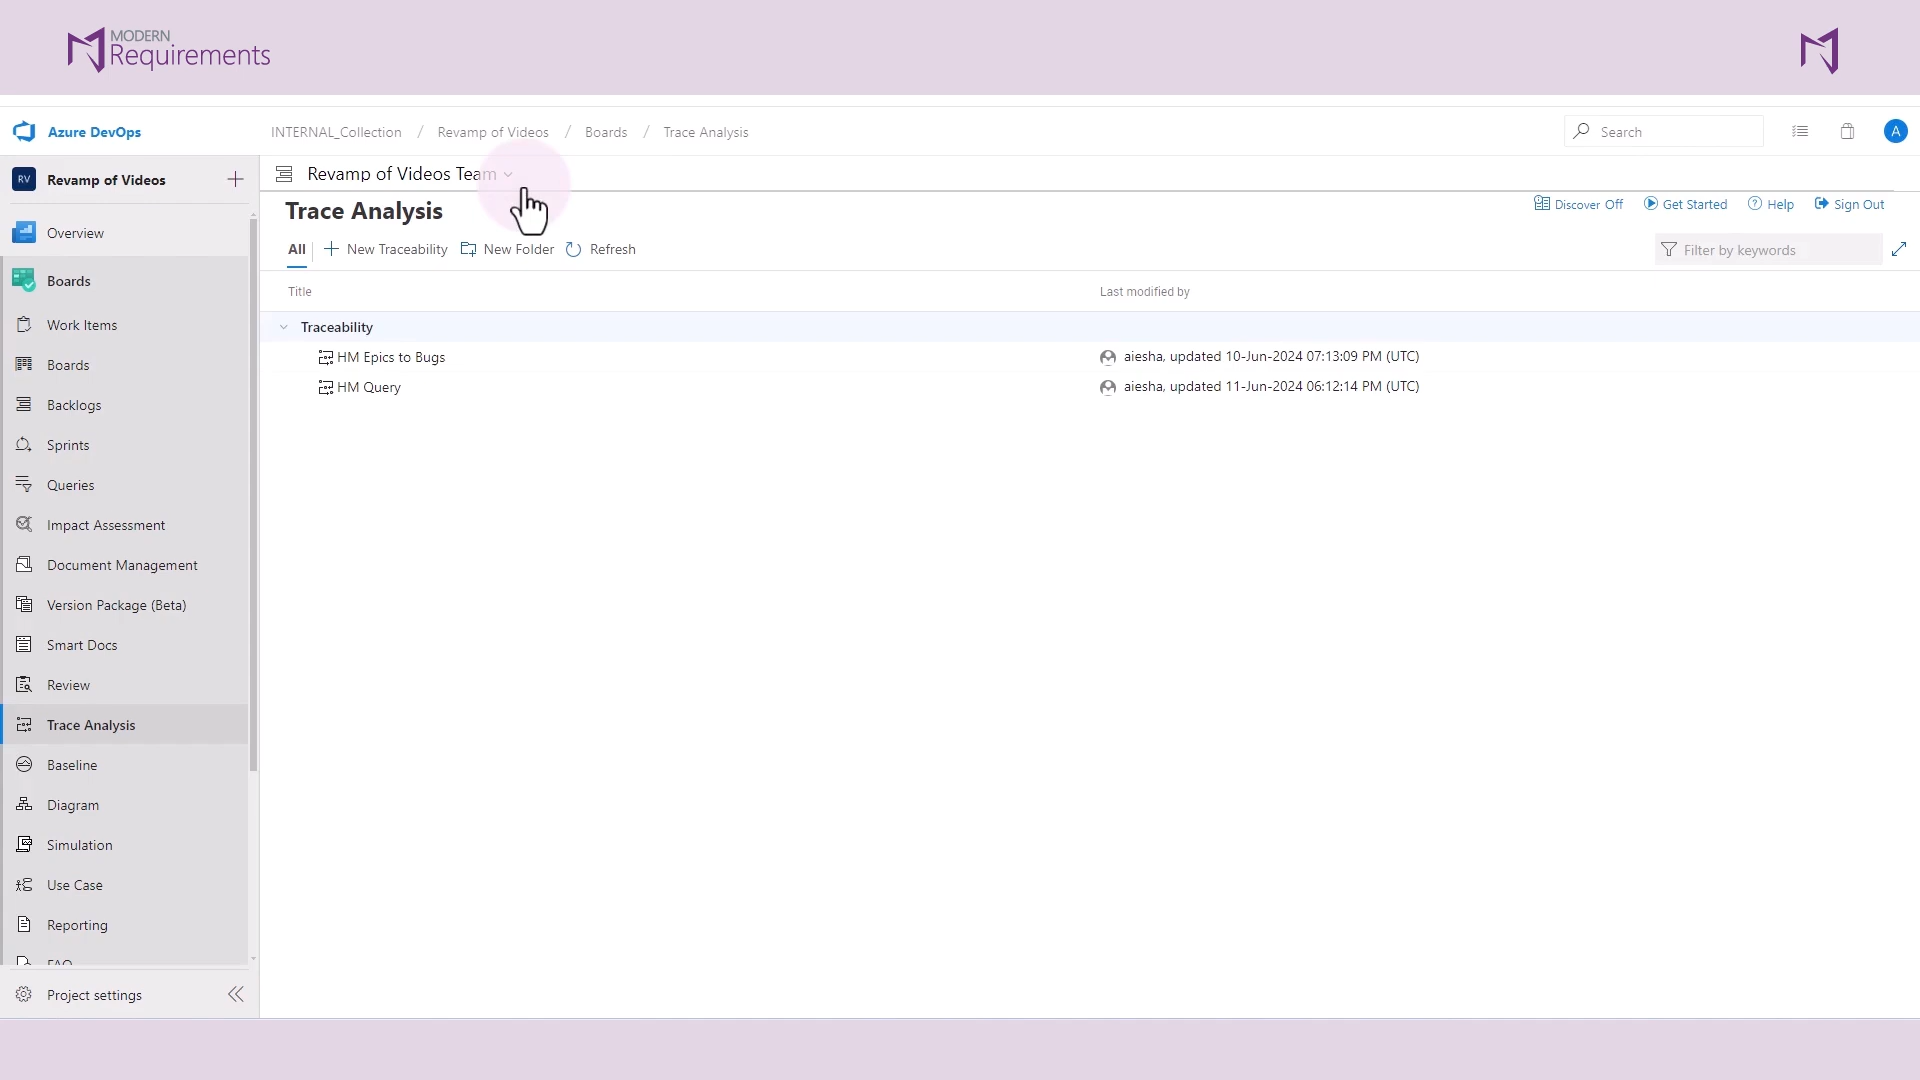 MODERN
Requirements
Azure DevOps
INTERNAL_Collection / Revamp of Videos / Boards / Trace Analysis
Search
A
RV Revamp of Videos
Revamp of Videos Team
Trace Analysis
Discover Off Get Started Help Sign Out
All New Traceability New Folder Refresh
Filter by keywords
Title Last modified by
Traceability
HM Epics to Bugs aiesha, updated 10-Jun-2024 07:13:09 PM (UTC)
HM Query aiesha, updated 11-Jun-2024 06:12:14 PM (UTC)
Overview
Boards
Work Items
Boards
Backlogs
Sprints
Queries
Impact Assessment
Document Management
Version Package (Beta)
Smart Docs
Review
Trace Analysis
Baseline
Diagram
Simulation
Use Case
Reporting
FAQ
Project settings